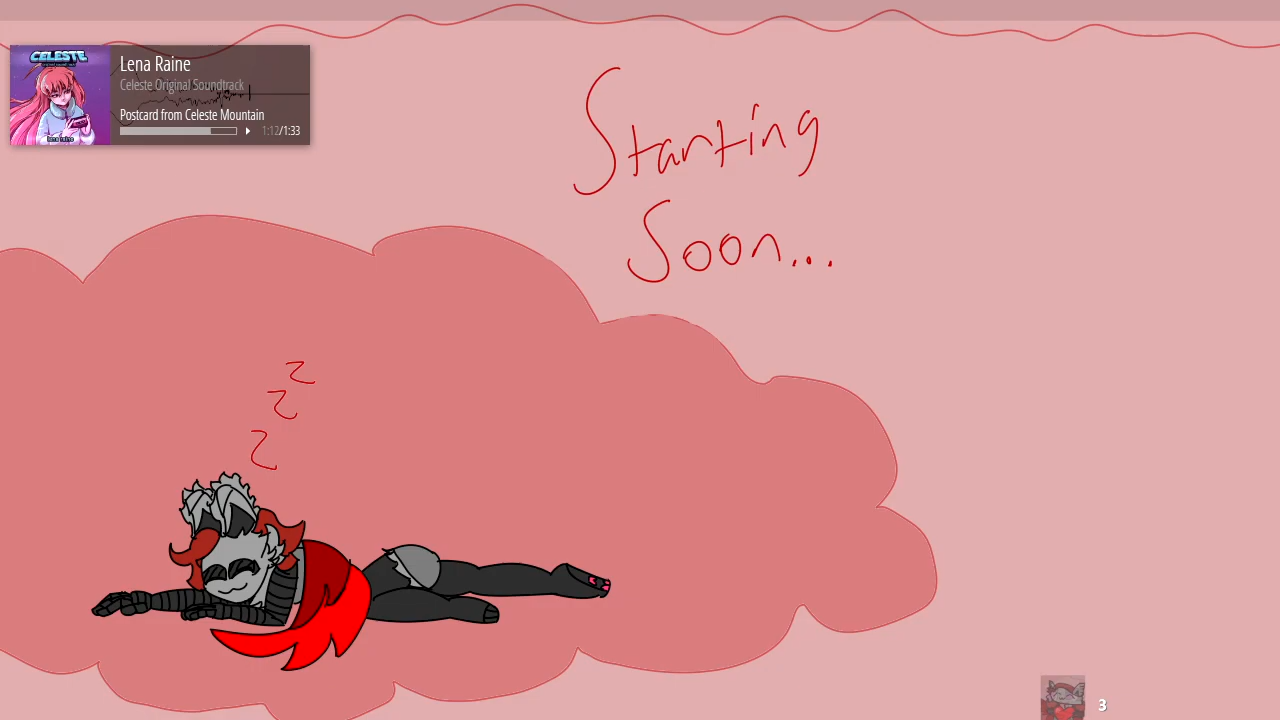 CELESTE
Lena Raine
Celeste Original Soundtrack
Postcard from Celeste Mountain
1:12/1:33
Starting
Soon...
z
z
z
3